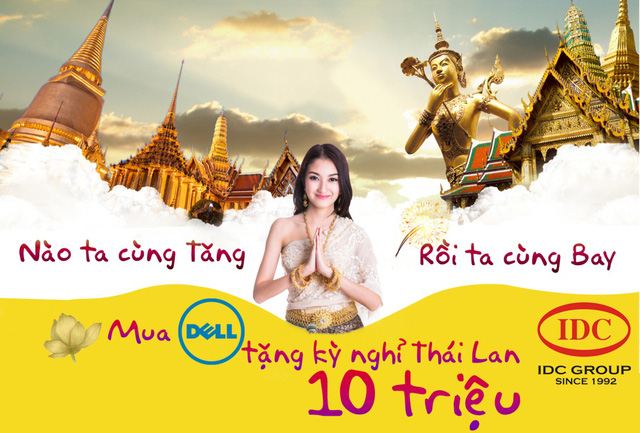 Nào ta cùng Tăng
Rồi ta cùng Bay
Mua DELL
tặng kỳ nghỉ Thái Lan
10 triệu
IDC
IDC GROUP
SINCE 1992